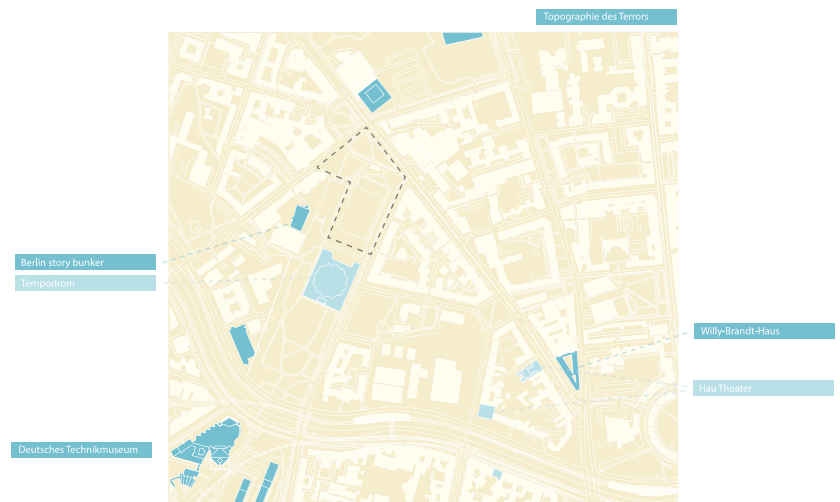 Topographie des Terrors
Berlin story bunker
Tempodrom
Willy-Brandt-Haus
Hau Theater
Deutsches Technikmuseum